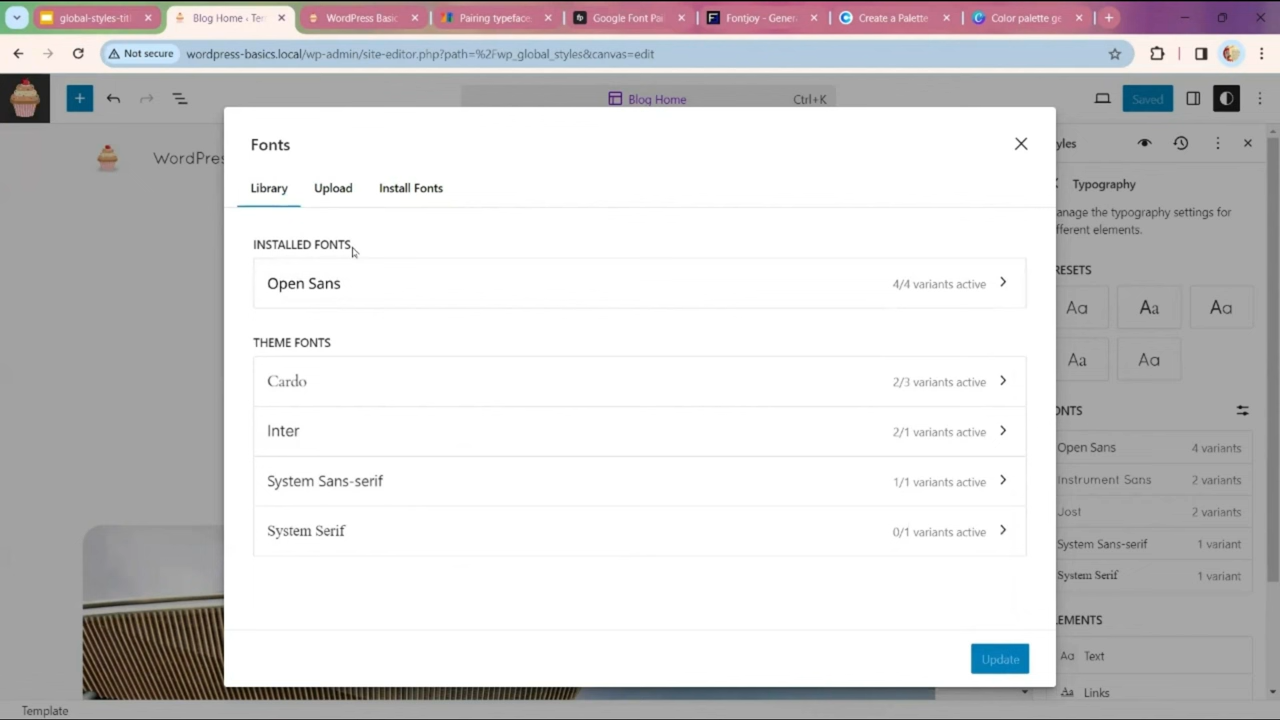 global-styles-titl
Blog Home ‹ Tem
WordPress Basic
Pairing typeface
Google Font Pai
Fontjoy - Gener
Create a Palette
Color palette ge
Not secure
wordpress-basics.local/wp-admin/site-editor.php?path=%2Fwp_global_styles&canvas=edit
Blog Home
Ctrl+K
Saved
WordPres
Fonts
Library
Upload
Install Fonts
INSTALLED FONTS
Open Sans
4/4 variants active
THEME FONTS
Cardo
2/3 variants active
Inter
2/1 variants active
System Sans-serif
1/1 variants active
System Serif
0/1 variants active
Update
yles
Typography
anage the typography settings for
fferent elements.
RESETS
Aa
Aa
Aa
Aa
Aa
ONTS
Open Sans
4 variants
Instrument Sans
2 variants
Jost
2 variants
System Sans-serif
1 variant
System Serif
1 variant
LEMENTS
Aa Text
Aa Links
Template